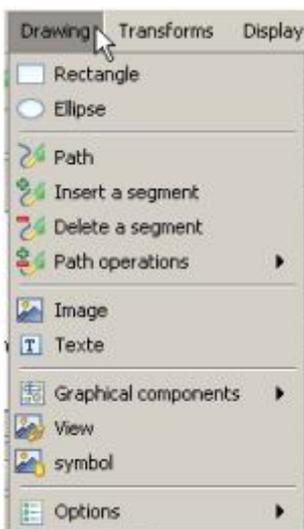 Drawing Transforms Display
Rectangle
Ellipse
Path
Insert a segment
Delete a segment
Path operations
Image
T Texte
Graphical components
View
symbol
Options